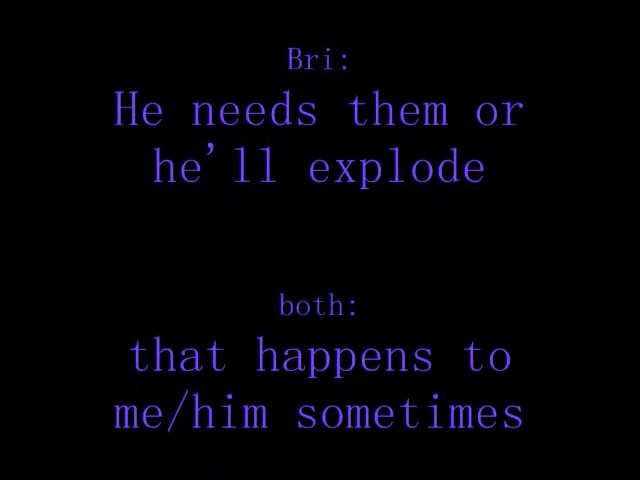 Bri:
He needs them or
he'll explode
both:
that happens to
me/him sometimes